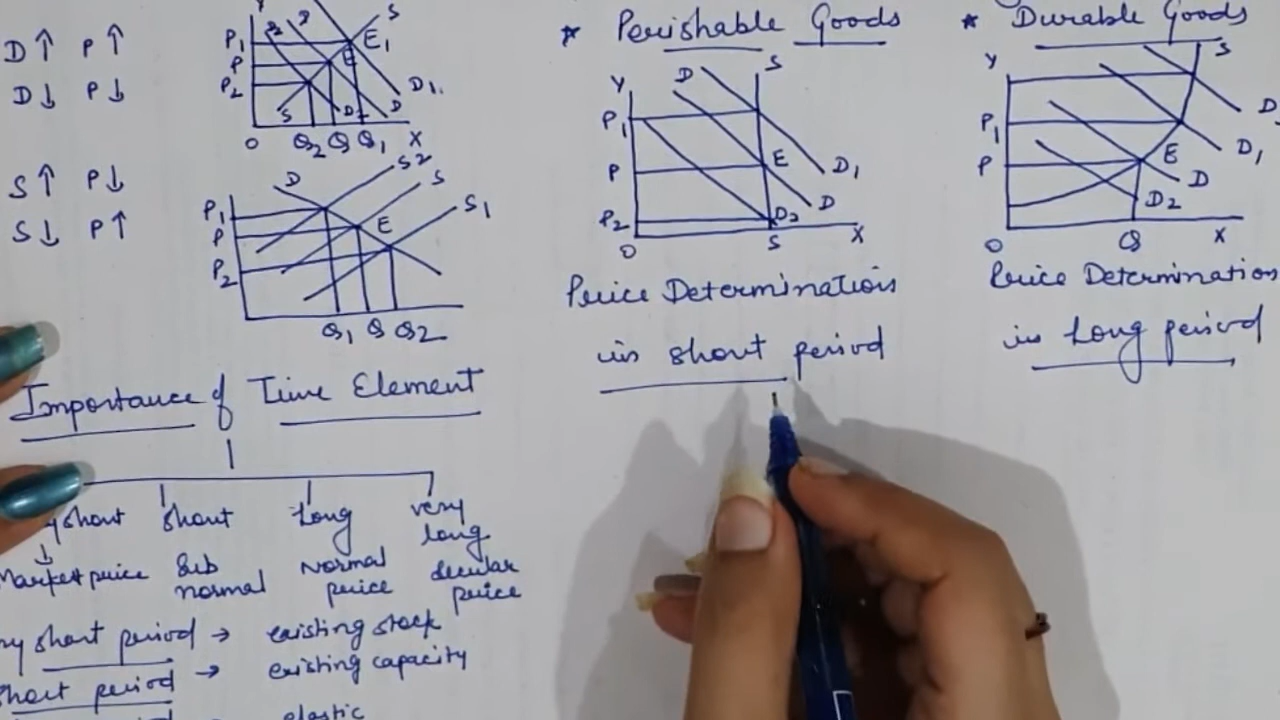 D↑ P↑
D↓ P↓
Y S
P1 E1
P E
P2
S D2 D D1
O Q2 Q Q1 X
S↑ P↓
S↓ P↑
D S2
S
P1 S1
P E
P2
Q1 Q Q2
Importance of Time Element
short short Long very long
Market price Sub normal Normal price Secular price
short period → existing stock
Short period → existing capacity
elastic
* Perishable Goods
Y D S
P1
P E D1
P2 D2 D
O S X
Price Determination
in short period
* Durable Goods
Y S
P1 D1
P E D
D2
O Q X
Price Determination
in Long period